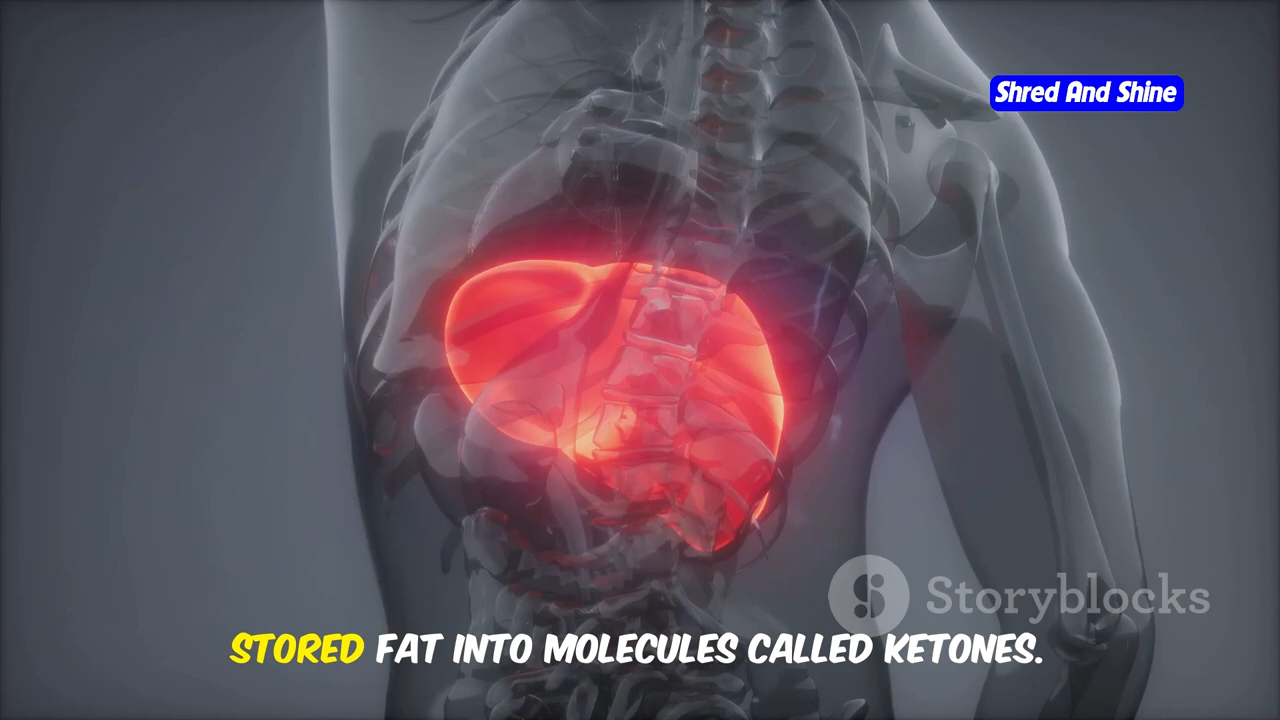 Shred And Shine
Storyblocks
STORED FAT INTO MOLECULES CALLED KETONES.